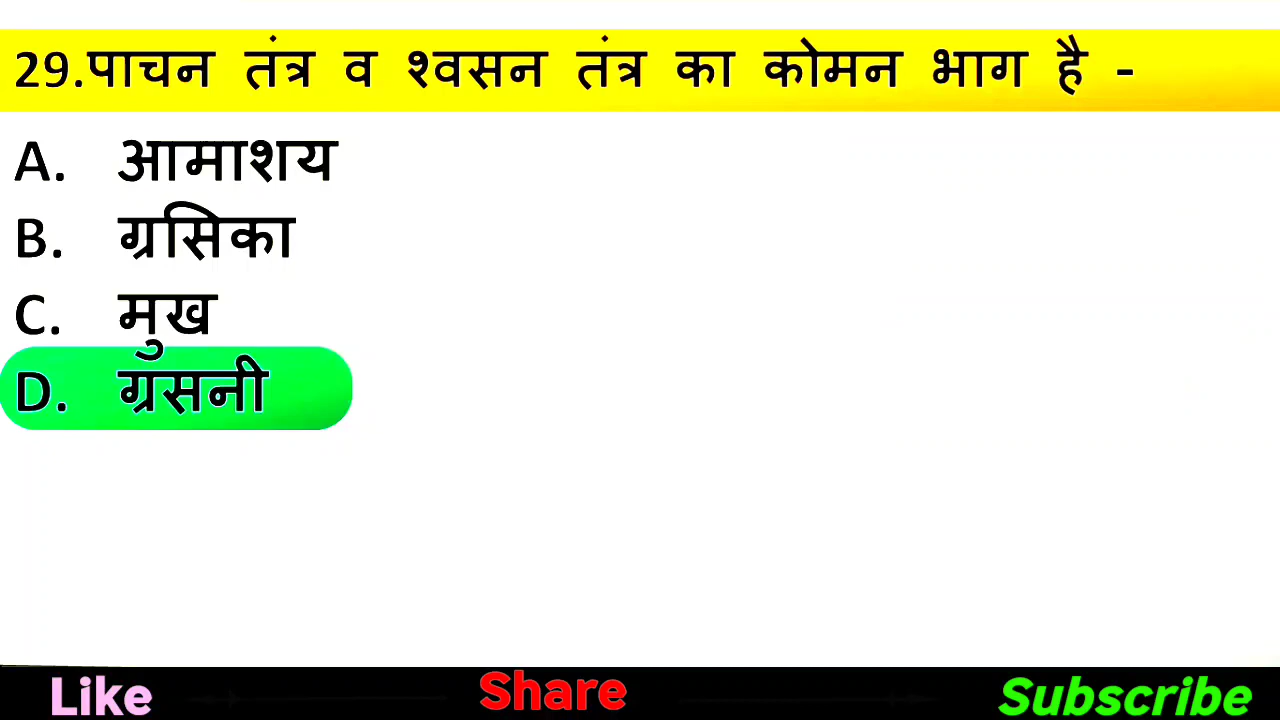 29.पाचन तंत्र व श्वसन तंत्र का कोमन भाग है -
A. आमाशय
B. ग्रसिका
C. मुख
D. ग्रसनी
Like Share Subscribe